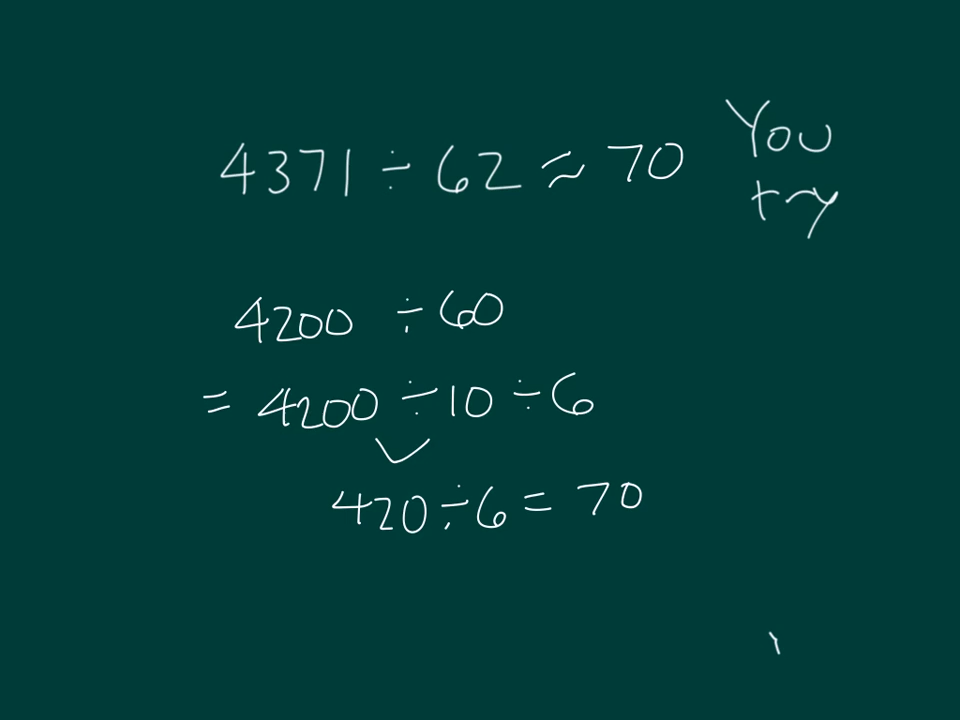 4371 ÷ 62 ≈ 70
You
try
4200 ÷ 60
= 4200 ÷ 10 ÷ 6
420 ÷ 6 = 70